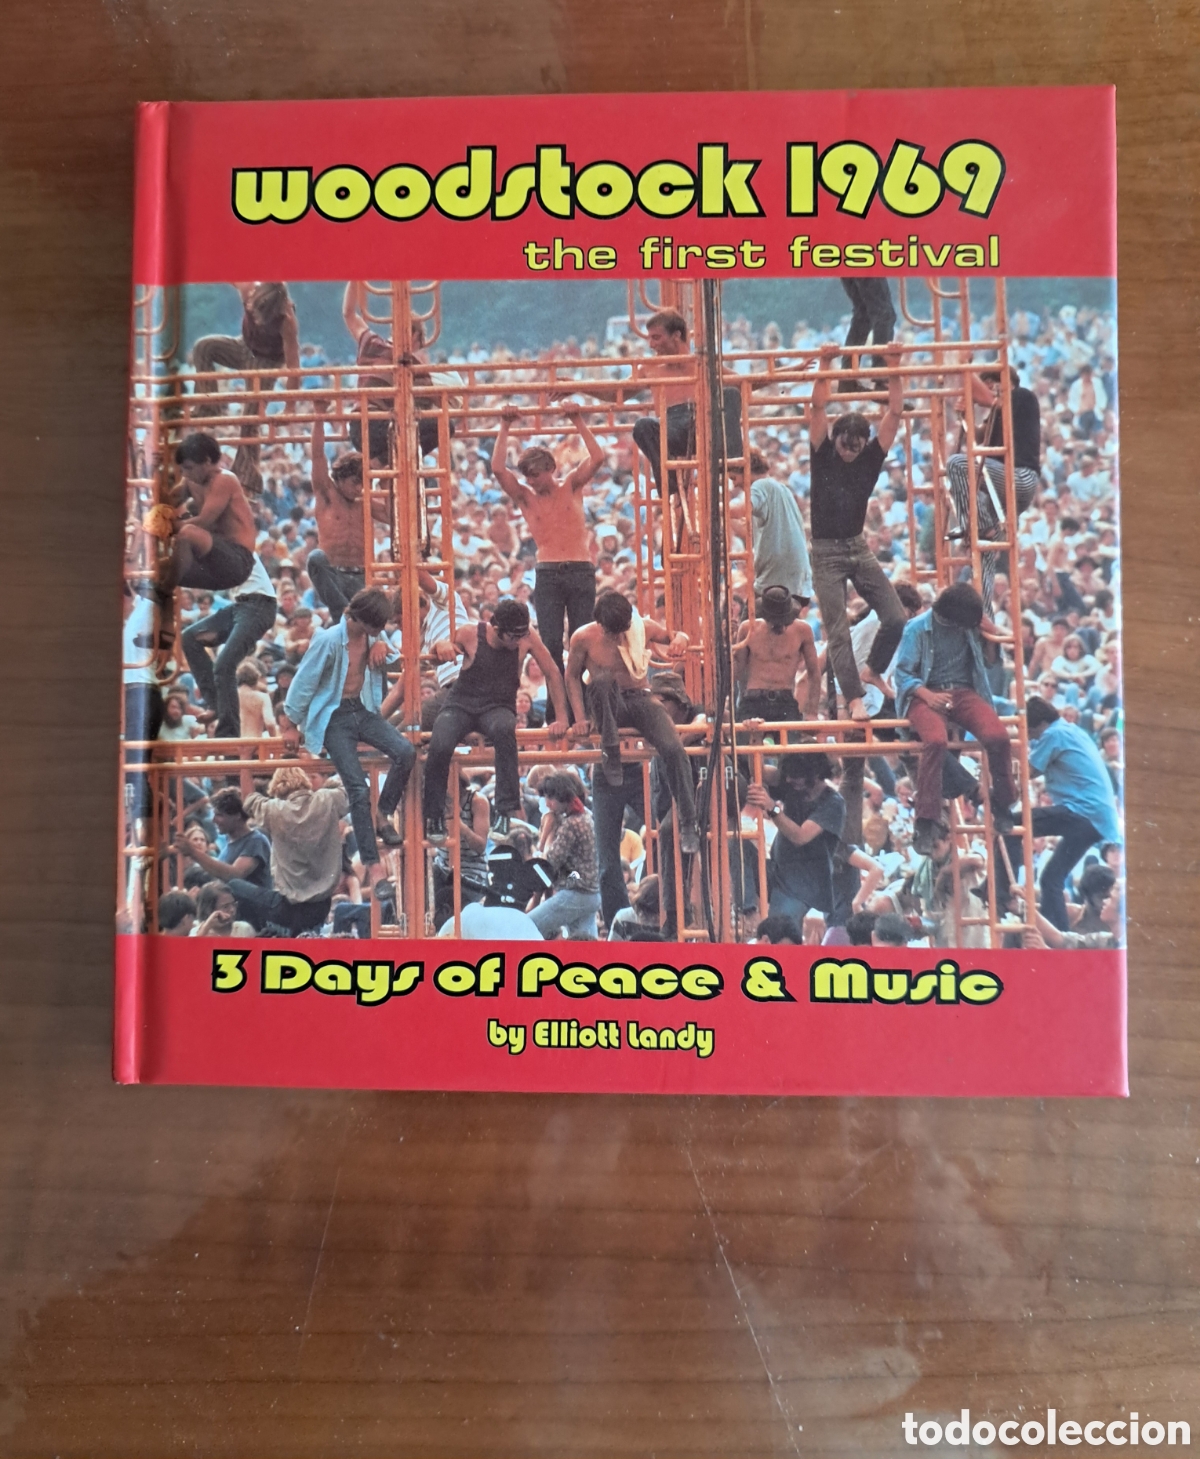 woodstock 1969
the first festival
3 Days of Peace & Music
by Elliott Landy
todocoleccion